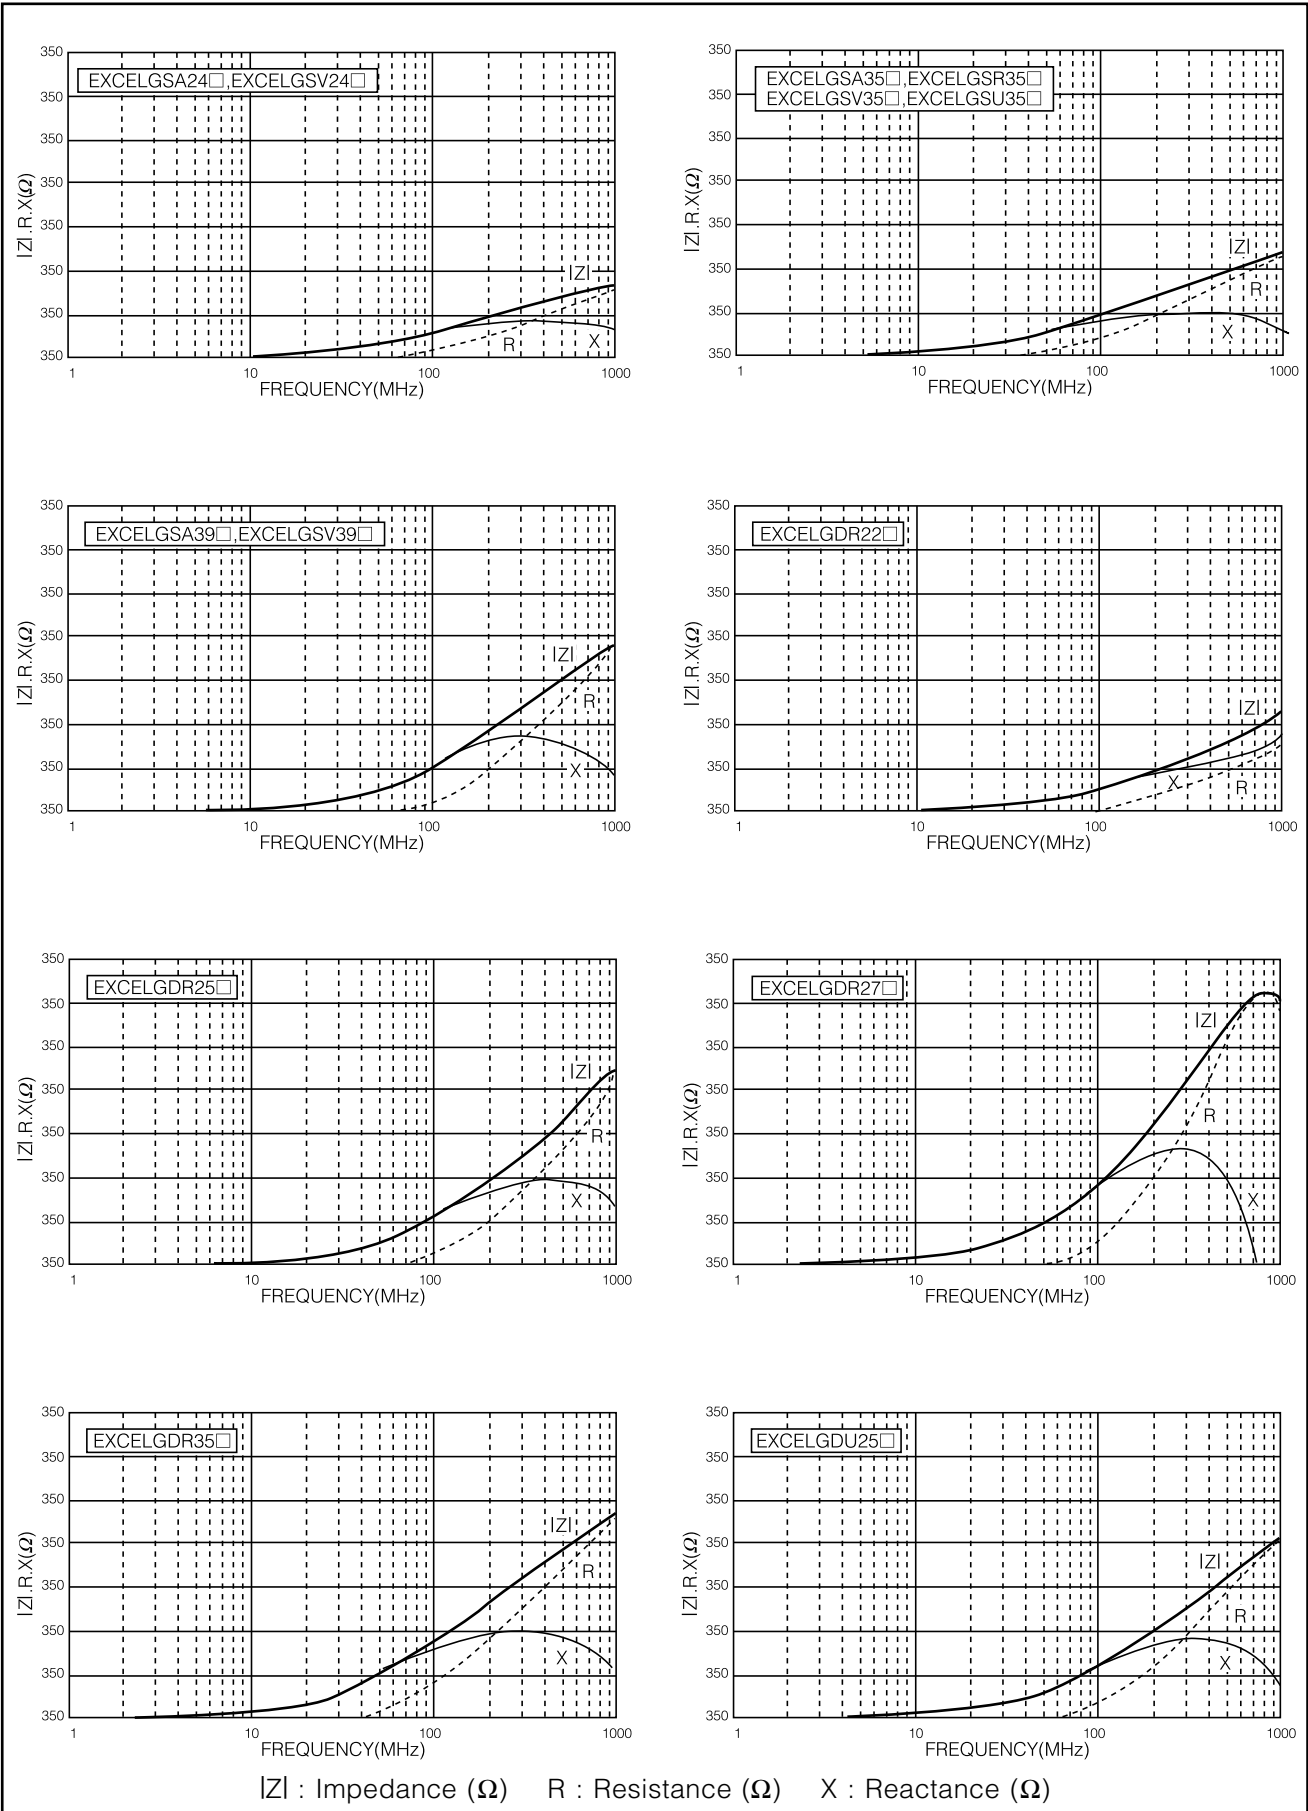 EXCELGSA24□,EXCELGSV24□
350
350
350
350
350
350
350
350
|Z|.R.X(Ω)
|Z|
R
X
1 10 100 1000
FREQUENCY(MHz)
EXCELGSA35□,EXCELGSR35□
EXCELGSV35□,EXCELGSU35□
350
350
350
350
350
350
350
350
|Z|.R.X(Ω)
|Z|
R
X
1 10 100 1000
FREQUENCY(MHz)
EXCELGSA39□,EXCELGSV39□
350
350
350
350
350
350
350
350
|Z|.R.X(Ω)
|Z|
R
X
1 10 100 1000
FREQUENCY(MHz)
EXCELGDR22□
350
350
350
350
350
350
350
350
|Z|.R.X(Ω)
|Z|
X
R
1 10 100 1000
FREQUENCY(MHz)
EXCELGDR25□
350
350
350
350
350
350
350
350
|Z|.R.X(Ω)
|Z|
R
X
1 10 100 1000
FREQUENCY(MHz)
EXCELGDR27□
350
350
350
350
350
350
350
350
|Z|.R.X(Ω)
|Z|
R
X
1 10 100 1000
FREQUENCY(MHz)
EXCELGDR35□
350
350
350
350
350
350
350
350
|Z|.R.X(Ω)
|Z|
R
X
1 10 100 1000
FREQUENCY(MHz)
EXCELGDU25□
350
350
350
350
350
350
350
350
|Z|.R.X(Ω)
|Z|
R
X
1 10 100 1000
FREQUENCY(MHz)
|Z| : Impedance (Ω) R : Resistance (Ω) X : Reactance (Ω)